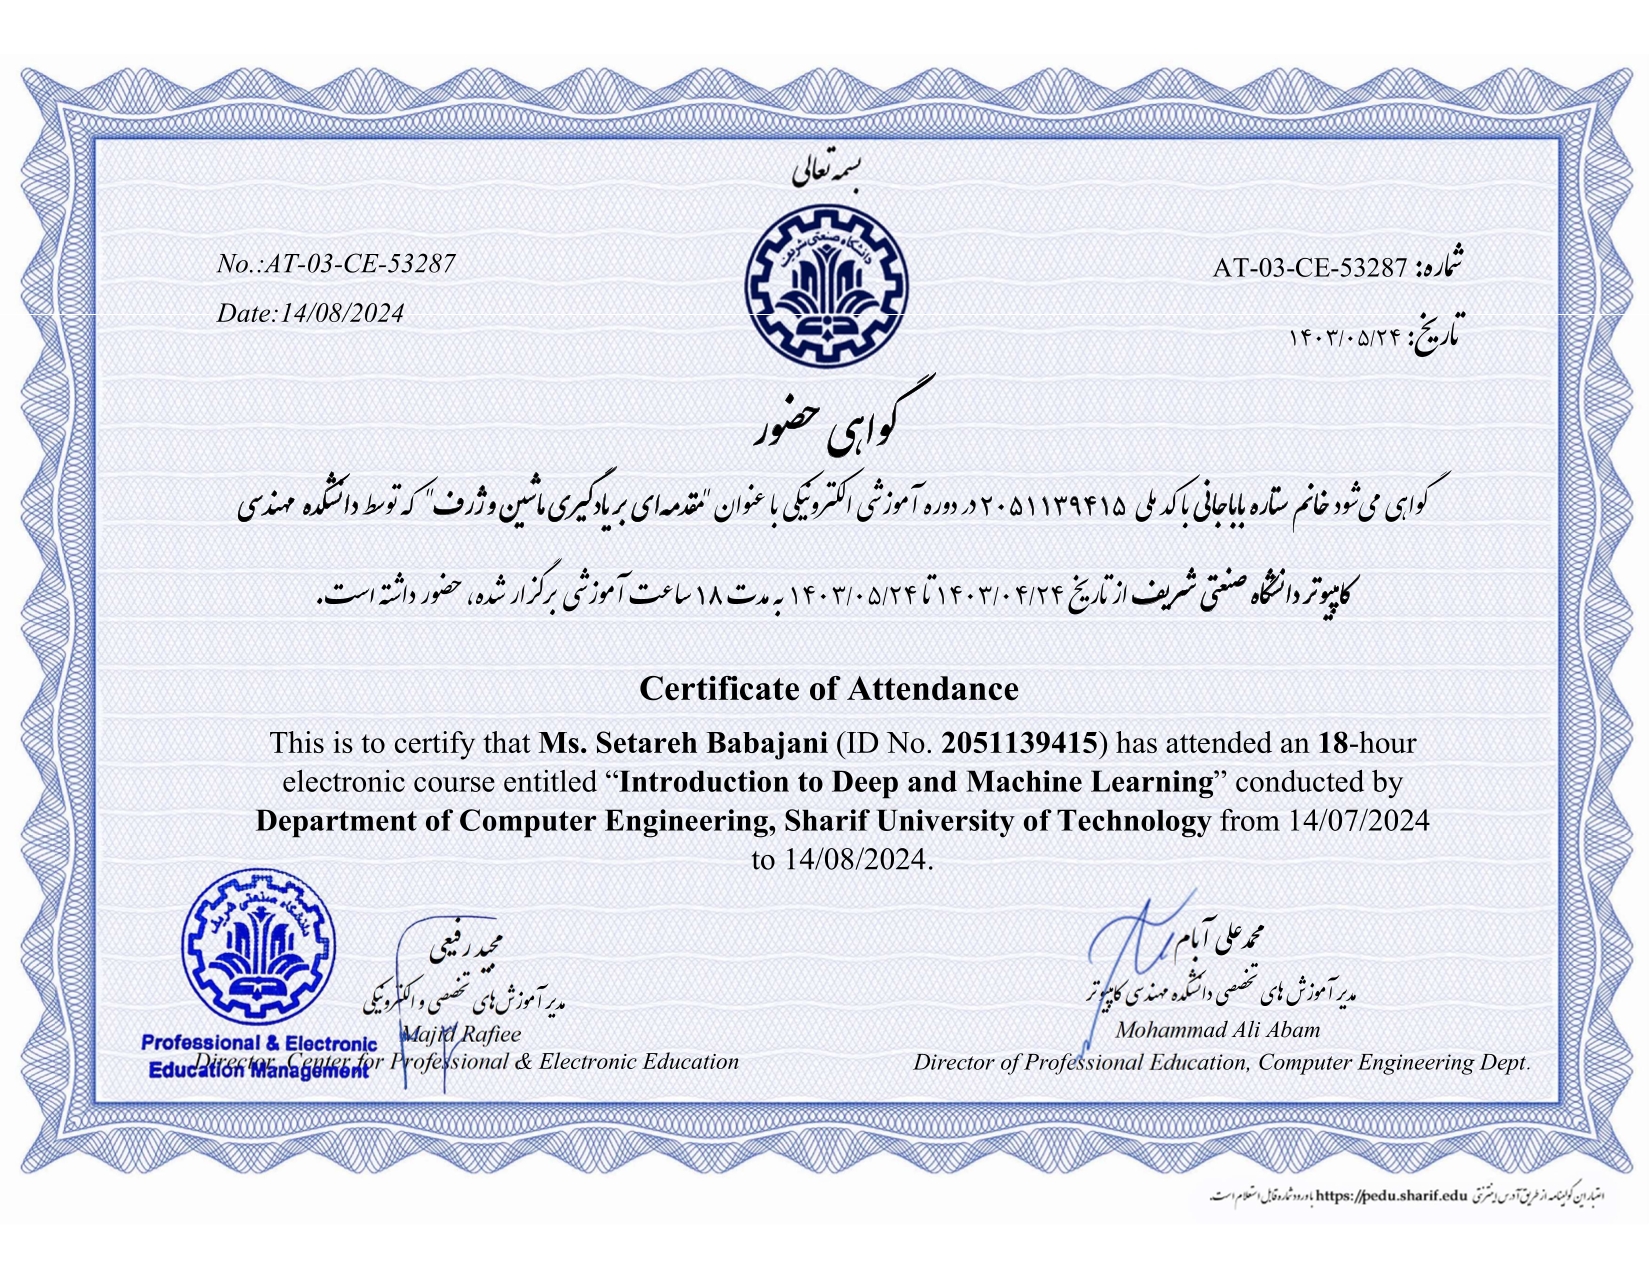 بسمه تعالی
دانشگاه صنعتی شریف
No.:AT-03-CE-53287
شماره: AT-03-CE-53287
Date:14/08/2024
تاریخ: ۱۴۰۳/۰۵/۲۴
گواهی حضور
گواهی می‌شود خانم ستاره باباجانی با کد ملی ۲۰۵۱۱۳۹۴۱۵ در دوره آموزشی الکترونیکی با عنوان "مقدمه‌ای بر یادگیری ماشین و ژرف" که توسط دانشکده مهندسی
کامپیوتر دانشگاه صنعتی شریف از تاریخ ۱۴۰۳/۰۴/۲۴ تا ۱۴۰۳/۰۵/۲۴ به مدت ۱۸ ساعت آموزشی برگزار شده، حضور داشته است.
Certificate of Attendance
This is to certify that Ms. Setareh Babajani (ID No. 2051139415) has attended an 18-hour
electronic course entitled “Introduction to Deep and Machine Learning” conducted by
Department of Computer Engineering, Sharif University of Technology from 14/07/2024
to 14/08/2024.
دانشگاه صنعتی شریف
Professional & Electronic
Education Management
مجید رفیعی
مدیر آموزش‌های تخصصی و الکترونیکی
Majid Rafiee
Director, Center for Professional & Electronic Education
محمدعلی آبام
مدیر آموزش های تخصصی دانشکده مهندسی کامپیوتر
Mohammad Ali Abam
Director of Professional Education, Computer Engineering Dept.
اعتبار این گواهینامه از طریق آدرس اینترنتی https://pedu.sharif.edu با ورود شماره قابل استعلام است.